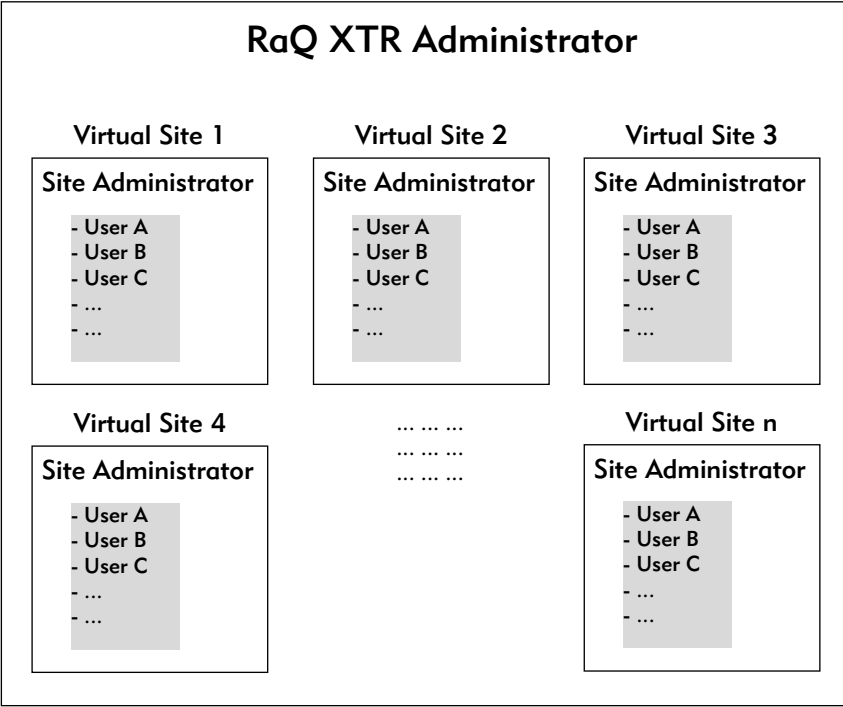 RaQ XTR Administrator
Virtual Site 1
Site Administrator
- User A
- User B
- User C
- ...
- ...
Virtual Site 2
Site Administrator
- User A
- User B
- User C
- ...
- ...
Virtual Site 3
Site Administrator
- User A
- User B
- User C
- ...
- ...
Virtual Site 4
Site Administrator
- User A
- User B
- User C
- ...
- ...
... ... ...
... ... ...
... ... ...
Virtual Site n
Site Administrator
- User A
- User B
- User C
- ...
- ...